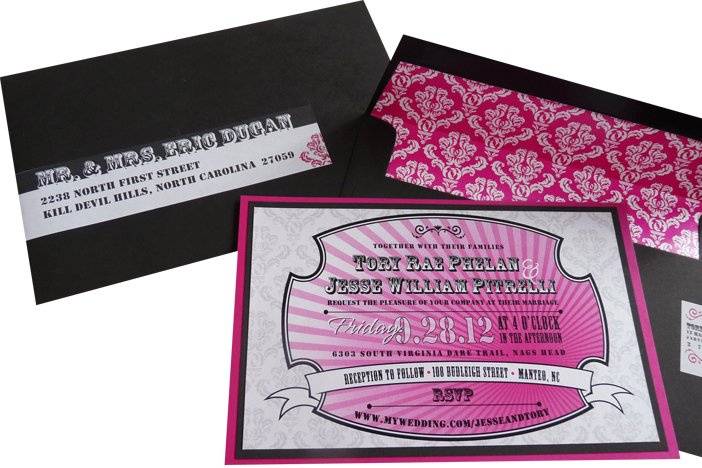 MR. & MRS. ERIC DUGAN
2238 NORTH FIRST STREET
KILL DEVIL HILLS, NORTH CAROLINA 27059
TOGETHER WITH THEIR FAMILIES
TORY RAE PHELAN &
JESSE WILLIAM PITRELLI
REQUEST THE PLEASURE OF YOUR COMPANY AT THEIR MARRIAGE
Friday 9.28.12 AT 4 O'CLOCK
IN THE AFTERNOON
6303 SOUTH VIRGINIA DARE TRAIL, NAGS HEAD
RECEPTION TO FOLLOW • 108 BUDLEIGH STREET • MANTEO, NC
RSVP
WWW.MYWEDDING.COM/JESSEANDTORY